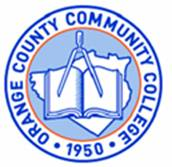 ORANGE COUNTY COMMUNITY COLLEGE
• 1950 •